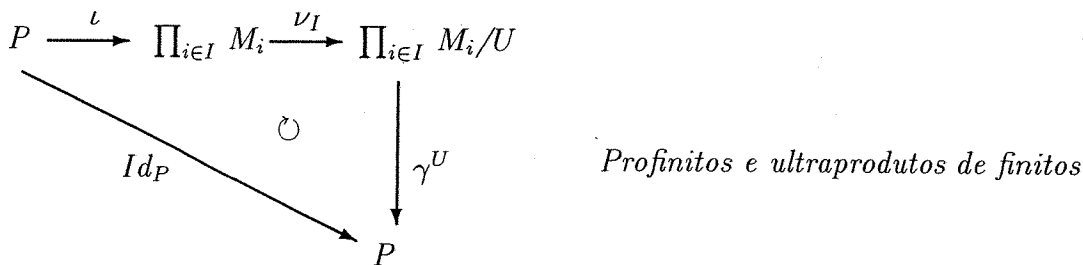 ι ν_I
P ∏_{i∈I} M_i ∏_{i∈I} M_i/U
↻
Id_P γ^U Profinitos e ultraprodutos de finitos
P